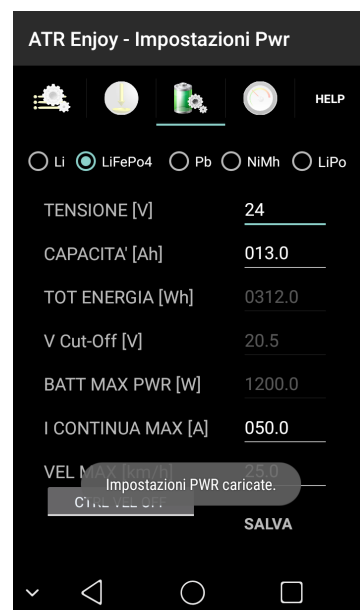 ATR Enjoy - Impostazioni Pwr
HELP
Li LiFePo4 Pb NiMh LiPo
TENSIONE [V] 24
CAPACITA' [Ah] 013.0
TOT ENERGIA [Wh] 0312.0
V Cut-Off [V] 20.5
BATT MAX PWR [W] 1200.0
I CONTINUA MAX [A] 050.0
VEL MAX [km/h] 25.0
Impostazioni PWR caricate.
CTRL VEL OFF
SALVA